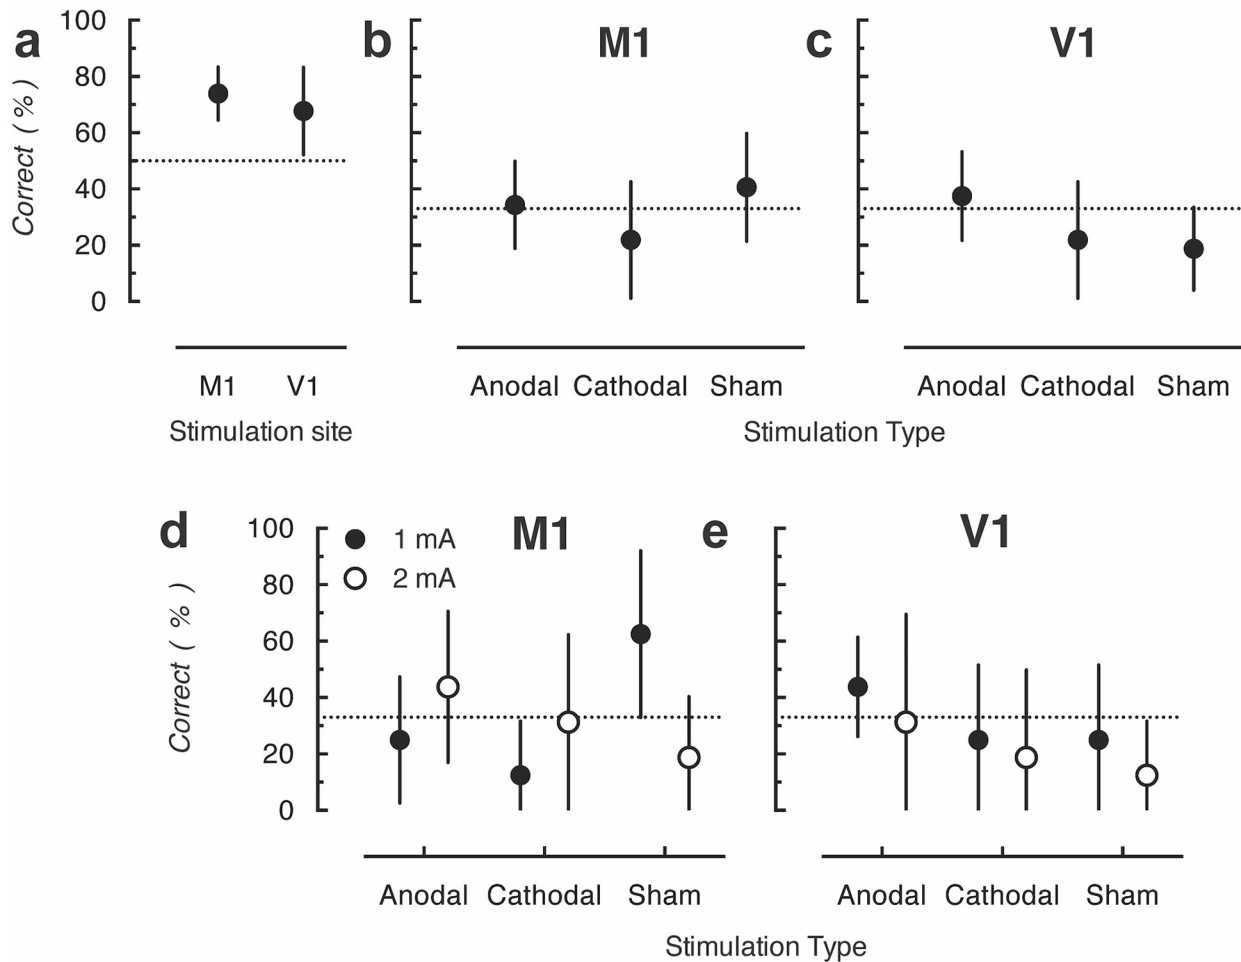 a
100
80
60
40
20
0
Correct ( % )
M1 V1
Stimulation site
b
M1
Anodal Cathodal Sham
c
V1
Anodal Cathodal Sham
Stimulation Type
d
100
80
60
40
20
0
Correct ( % )
1 mA
2 mA
M1
Anodal Cathodal Sham
e
V1
Anodal Cathodal Sham
Stimulation Type